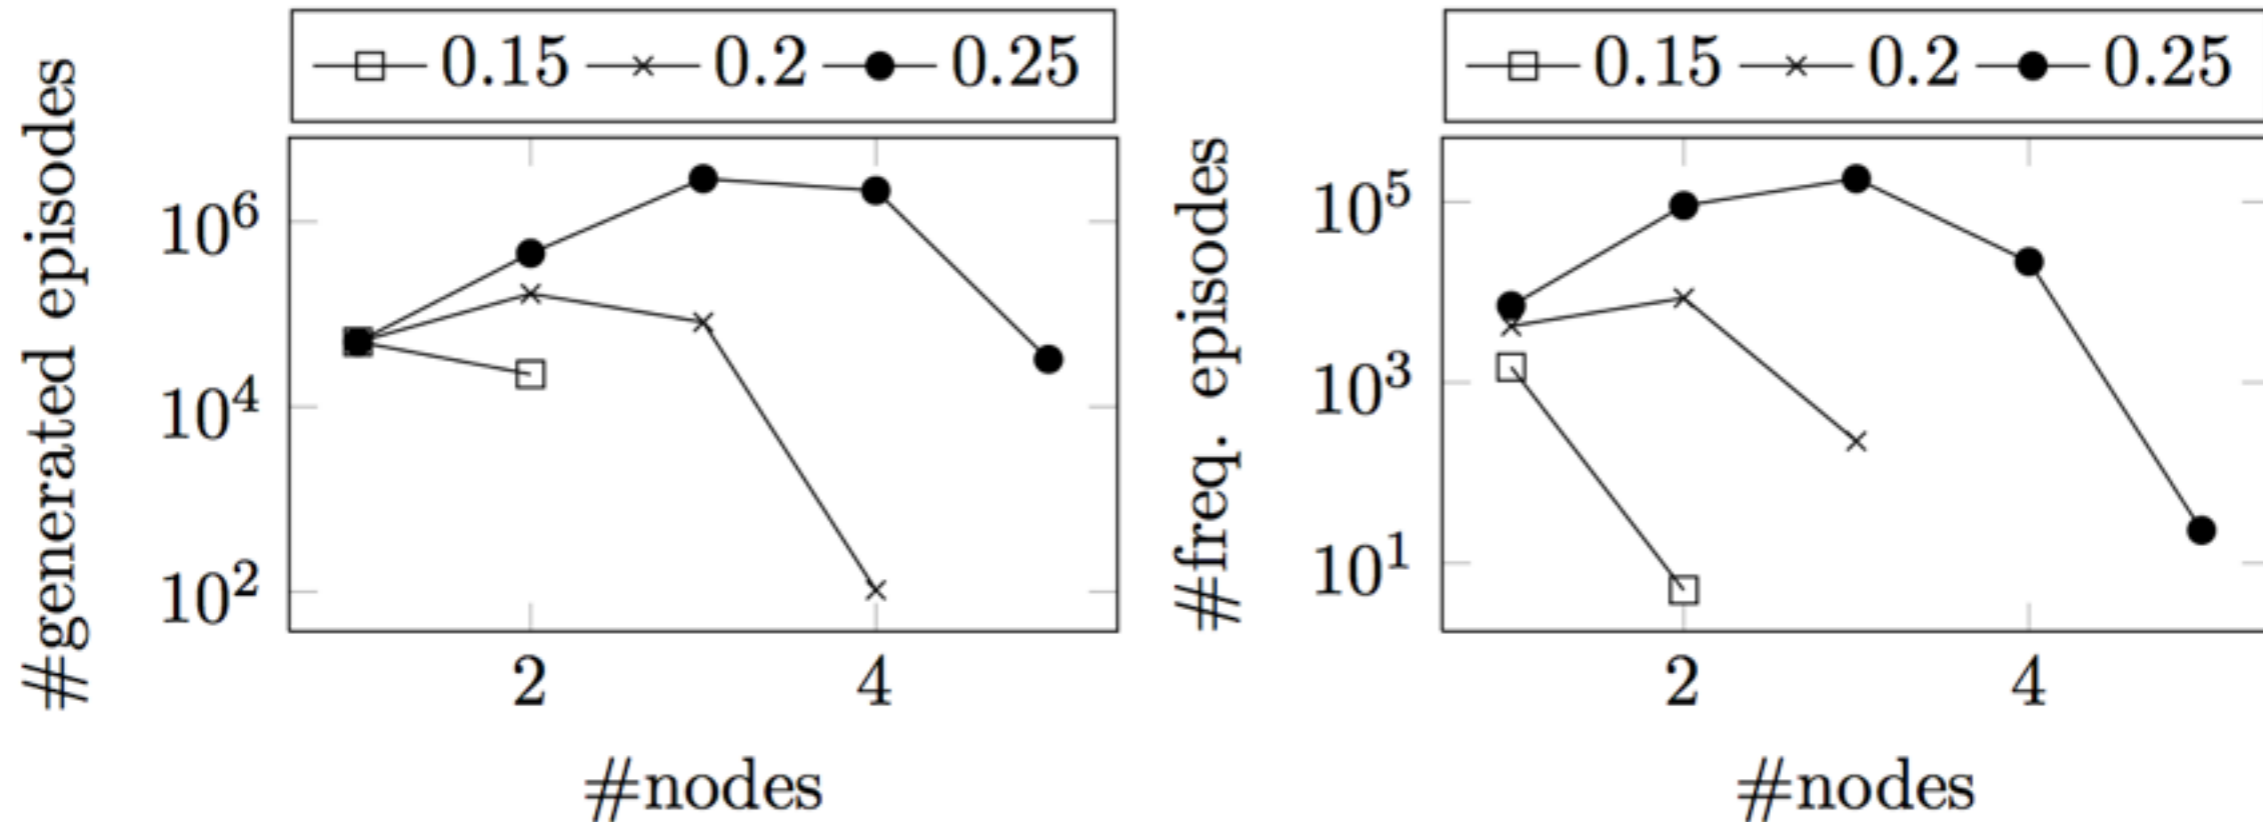 0.15 0.2 0.25
#generated episodes
10^6
10^4
10^2
2 4
#nodes
0.15 0.2 0.25
#freq. episodes
10^5
10^3
10^1
2 4
#nodes